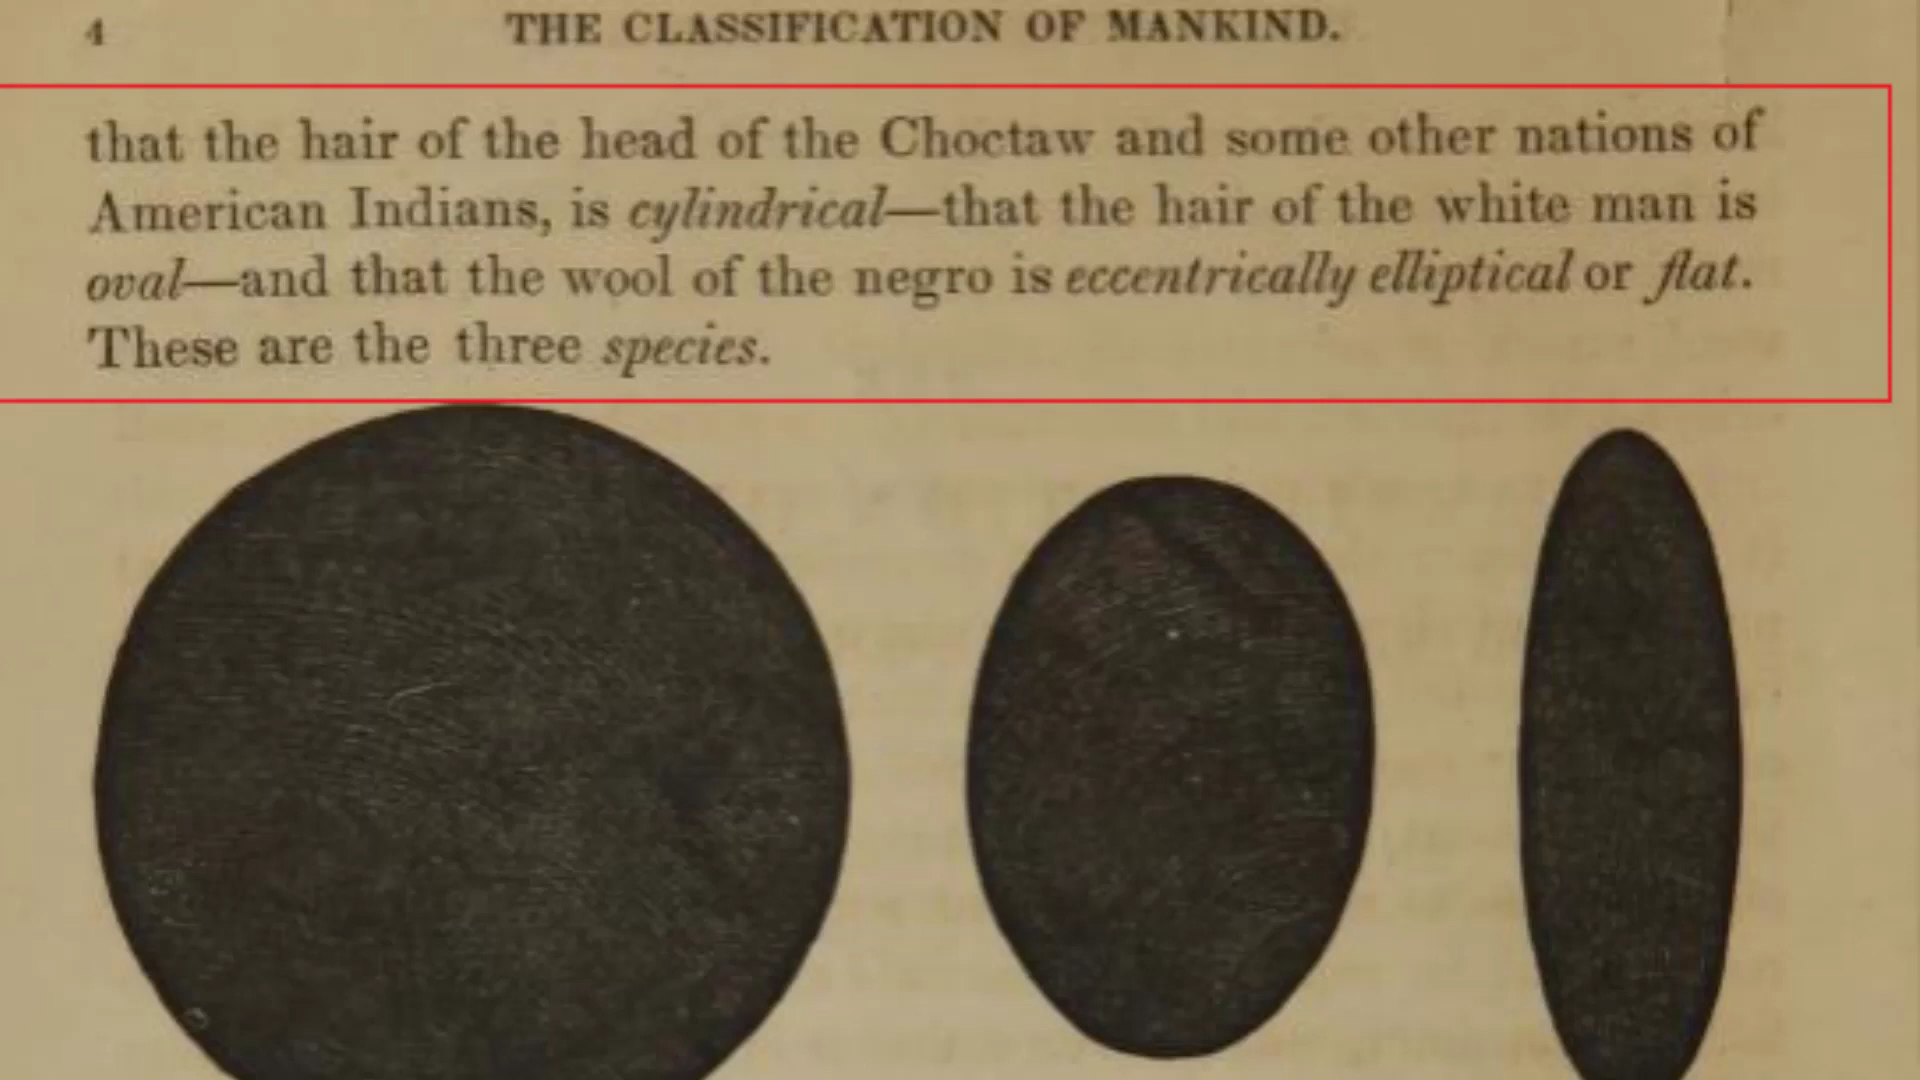 4 THE CLASSIFICATION OF MANKIND.
that the hair of the head of the Choctaw and some other nations of
American Indians, is cylindrical—that the hair of the white man is
oval—and that the wool of the negro is eccentrically elliptical or flat.
These are the three species.